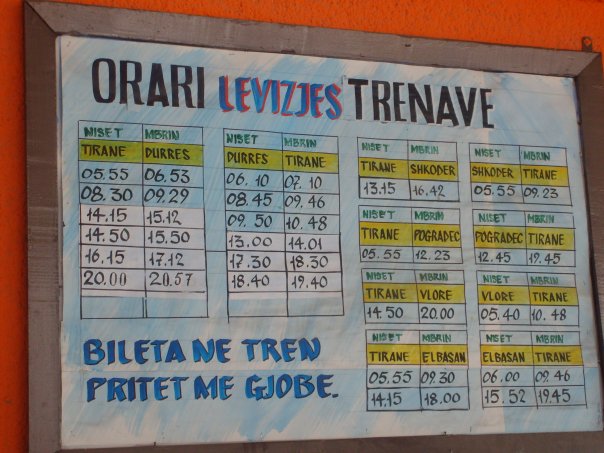 ORARI LEVIZJES TRENAVE
NISET MBRIN
TIRANE DURRES
05.55 06.53
08.30 09.29
14.15 15.12
14.50 15.50
16.15 17.12
20.00 20.57
NISET MBRIN
DURRES TIRANE
06.10 07.10
08.45 09.46
09.50 10.48
13.00 14.01
17.30 18.30
18.40 19.40
NISET MBRIN
TIRANE SHKODER
13.15 16.42
NISET MBRIN
SHKODER TIRANE
05.55 09.23
NISET MBRIN
TIRANE POGRADEC
05.55 12.23
NISET MBRIN
POGRADEC TIRANE
12.45 19.45
NISET MBRIN
TIRANE VLORE
14.50 20.00
NISET MBRIN
VLORE TIRANE
05.40 10.48
NISET MBRIN
TIRANE ELBASAN
05.55 09.30
14.15 18.00
NISET MBRIN
ELBASAN TIRANE
06.00 09.46
15.52 19.45
BILETA NE TREN
PRITET ME GJOBE.